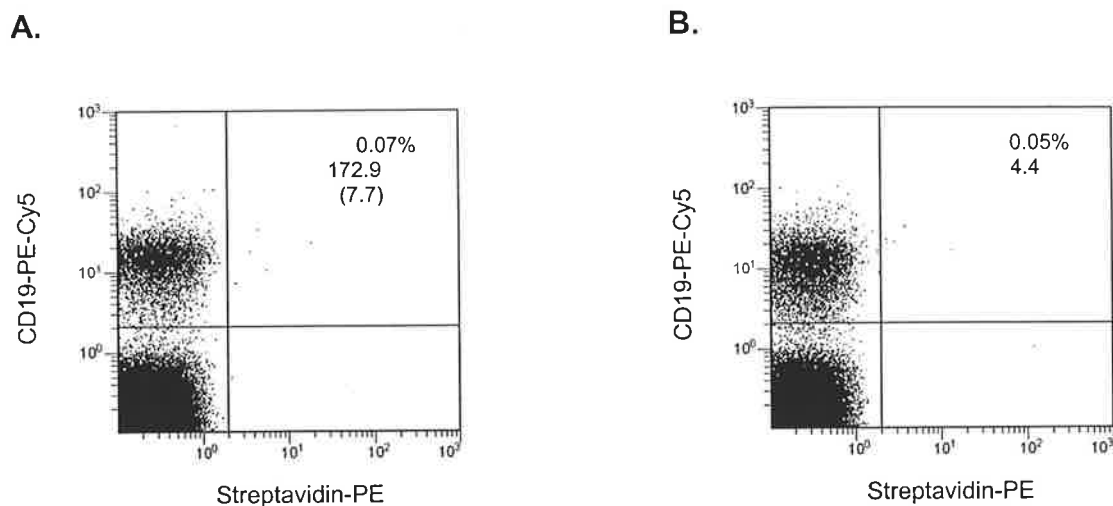 A.
B.
10³
10²
10¹
10⁰
CD19-PE-Cy5
0.07%
172.9
(7.7)
10⁰ 10¹ 10² 10³
Streptavidin-PE
10³
10²
10¹
10⁰
CD19-PE-Cy5
0.05%
4.4
10⁰ 10¹ 10² 10³
Streptavidin-PE